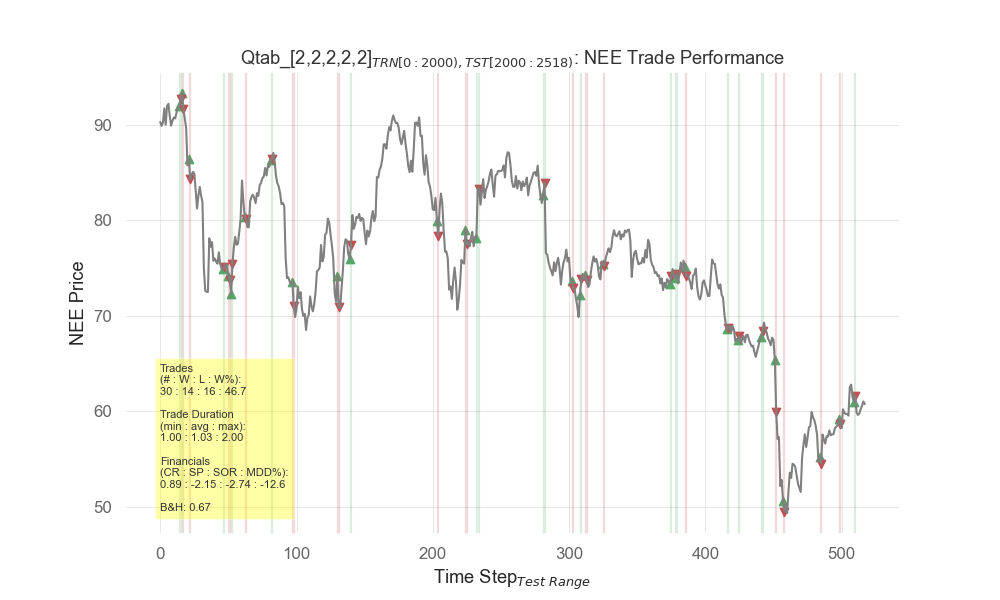 Qtab_[2,2,2,2,2]TRN[0 : 2000), TST[2000 : 2518): NEE Trade Performance
NEE Price
90
80
70
60
50
Trades
(# : W : L : W%):
30 : 14 : 16 : 46.7
Trade Duration
(min : avg : max):
1.00 : 1.03 : 2.00
Financials
(CR : SP : SOR : MDD%):
0.89 : -2.15 : -2.74 : -12.6
B&H: 0.67
0 100 200 300 400 500
Time StepTest Range